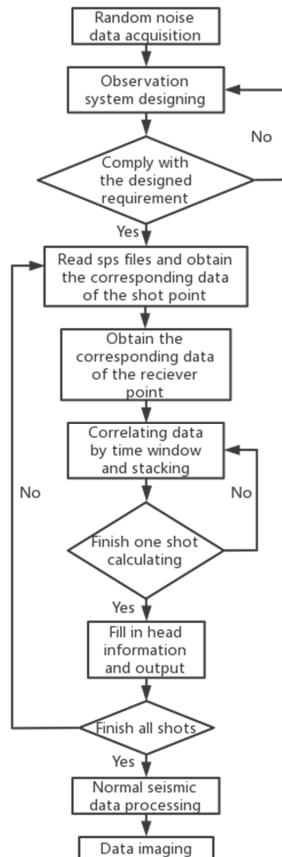 Random noise
data acquisition
Observation
system designing
No
Comply with
the designed
requirement
Yes
Read sps files and obtain
the corresponding data
of the shot point
Obtain the
corresponding data
of the reciever
point
Correlating data
by time window
and stacking
No
No
Finish one shot
calculating
Yes
Fill in head
information
and output
Finish all shots
Yes
Normal seismic
data processing
Data imaging